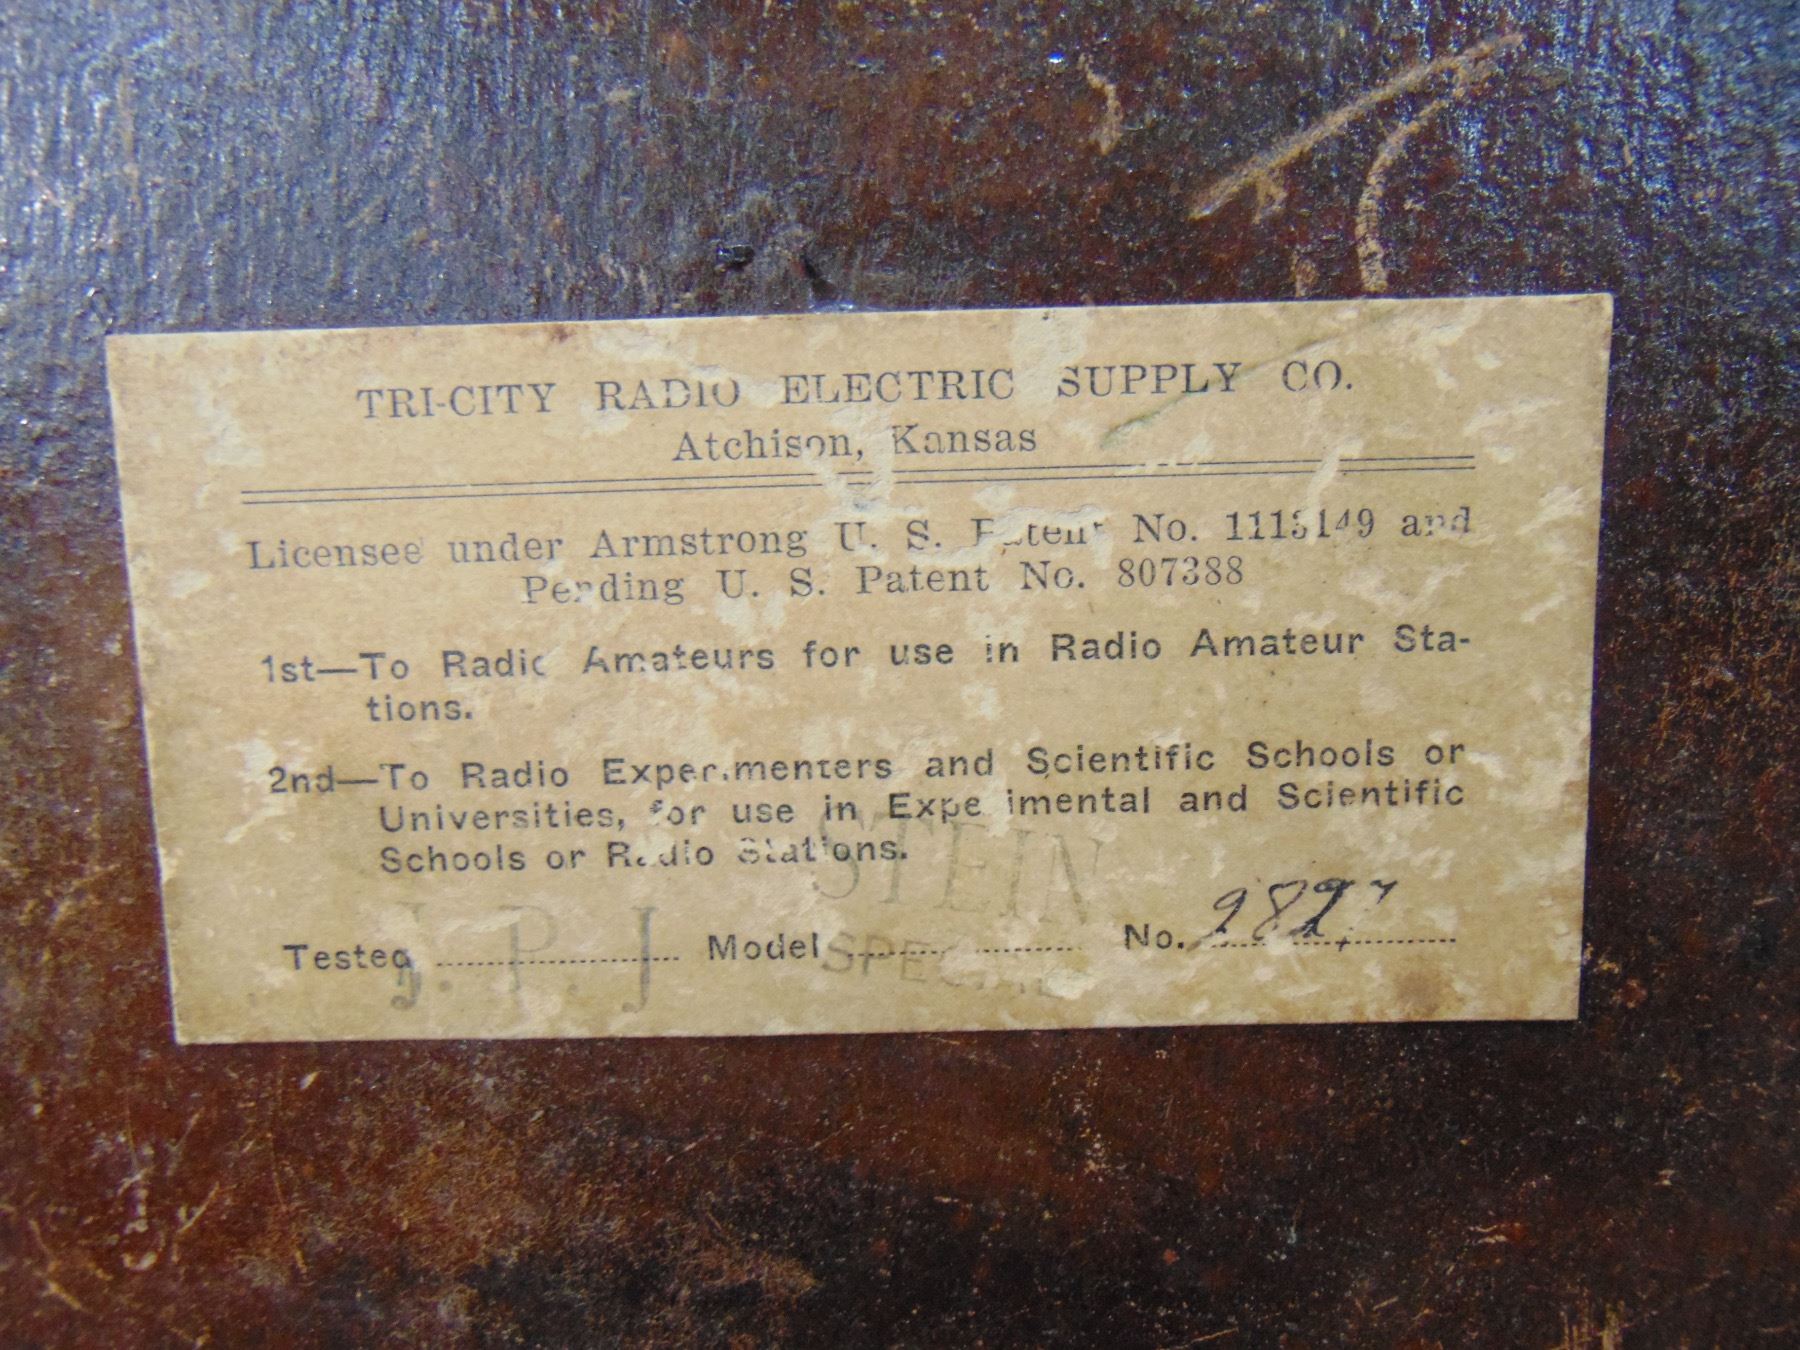 TRI-CITY RADIO ELECTRIC SUPPLY CO.
Atchison, Kansas
Licensee under Armstrong U. S. Patent No. 1113149 and
Pending U. S. Patent No. 807388
1st—To Radio Amateurs for use in Radio Amateur Sta-
tions.
2nd—To Radio Experimenters and Scientific Schools or
Universities, for use in Experimental and Scientific
Schools or Radio Stations.
STEIN
Tested J. P. J Model SPECIAL No.